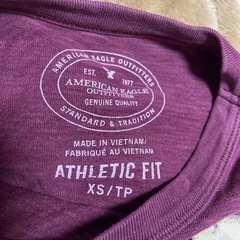 AMERICAN EAGLE OUTFITTERS
EST. 1977
AMERICAN EAGLE
OUTFITTERS
GENUINE QUALITY
STANDARD & TRADITION
MADE IN VIETNAM/
FABRIQUÉ AU VIETNAM
ATHLETIC FIT
XS/TP